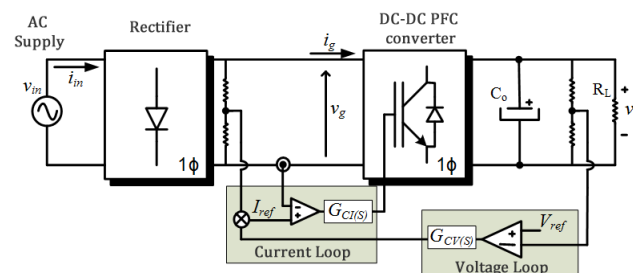 AC
Supply
Rectifier
DC-DC PFC
converter
i_in
v_in
i_g
v_g
1ϕ
1ϕ
C_o
R_L
+
v
-
I_ref
-
+
G_CI(S)
Current Loop
G_CV(S)
+
V_ref
Voltage Loop